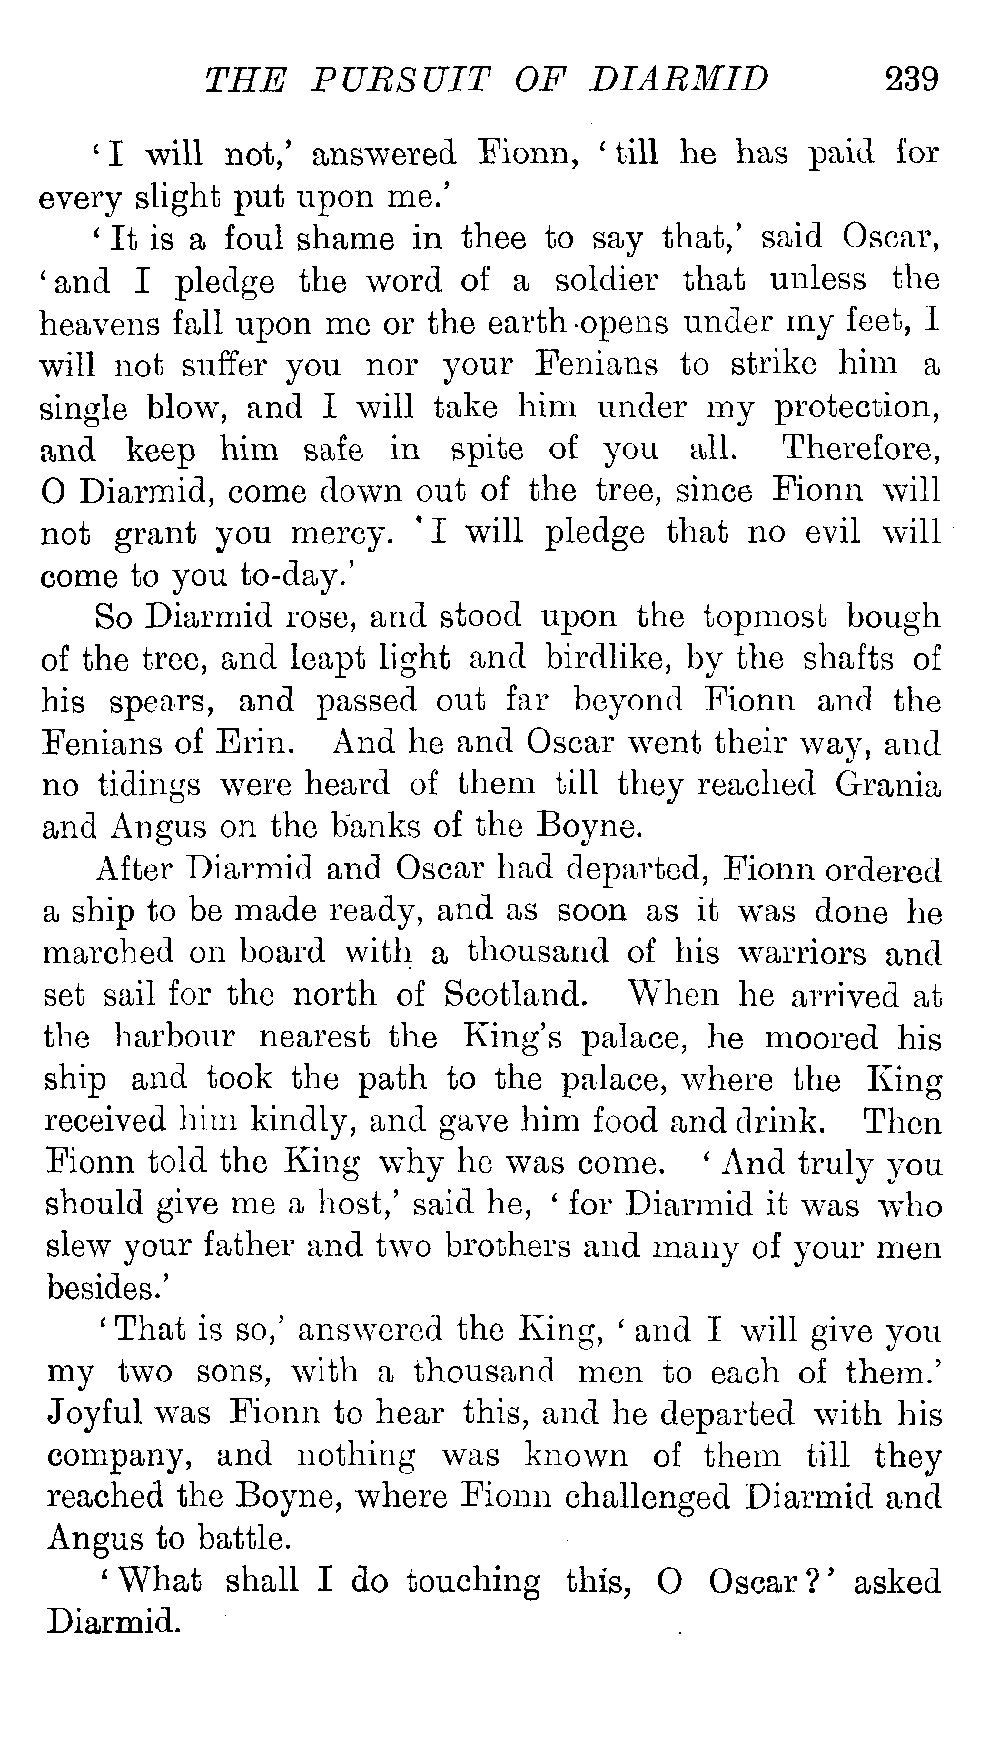 THE PURSUIT OF DIARMID 239
‘I will not,’ answered Fionn, ‘till he has paid for
every slight put upon me.’
‘It is a foul shame in thee to say that,’ said Oscar,
‘and I pledge the word of a soldier that unless the
heavens fall upon me or the earth opens under my feet, I
will not suffer you nor your Fenians to strike him a
single blow, and I will take him under my protection,
and keep him safe in spite of you all. Therefore,
O Diarmid, come down out of the tree, since Fionn will
not grant you mercy. ‘I will pledge that no evil will
come to you to-day.’
So Diarmid rose, and stood upon the topmost bough
of the tree, and leapt light and birdlike, by the shafts of
his spears, and passed out far beyond Fionn and the
Fenians of Erin. And he and Oscar went their way, and
no tidings were heard of them till they reached Grania
and Angus on the banks of the Boyne.
After Diarmid and Oscar had departed, Fionn ordered
a ship to be made ready, and as soon as it was done he
marched on board with a thousand of his warriors and
set sail for the north of Scotland. When he arrived at
the harbour nearest the King’s palace, he moored his
ship and took the path to the palace, where the King
received him kindly, and gave him food and drink. Then
Fionn told the King why he was come. ‘And truly you
should give me a host,’ said he, ‘for Diarmid it was who
slew your father and two brothers and many of your men
besides.’
‘That is so,’ answered the King, ‘and I will give you
my two sons, with a thousand men to each of them.’
Joyful was Fionn to hear this, and he departed with his
company, and nothing was known of them till they
reached the Boyne, where Fionn challenged Diarmid and
Angus to battle.
‘What shall I do touching this, O Oscar?’ asked
Diarmid.